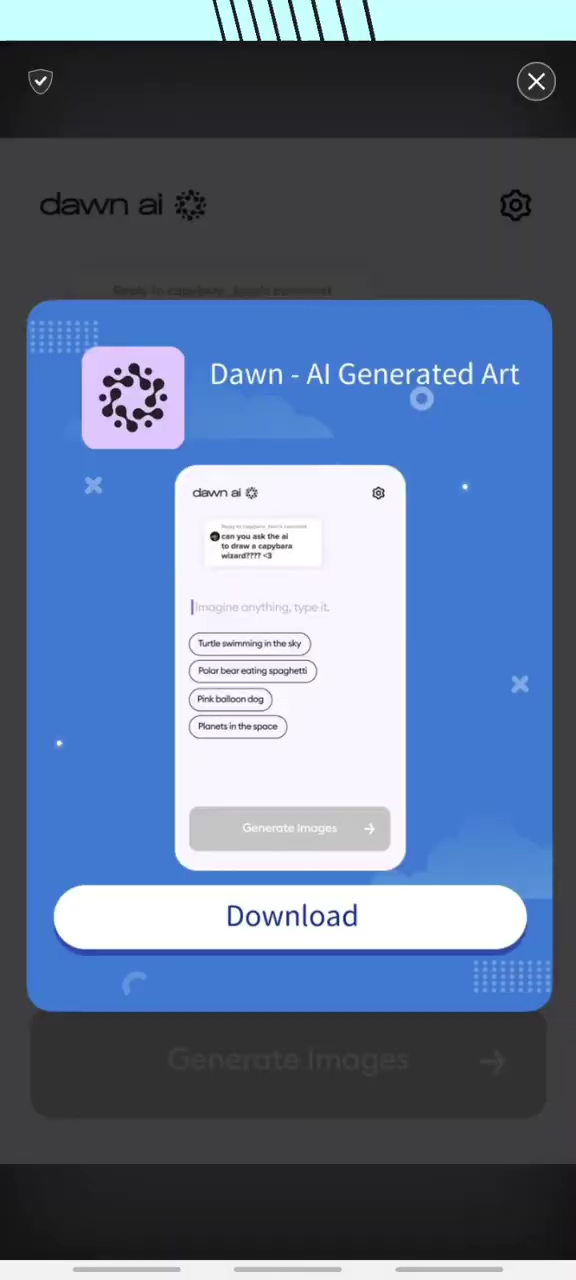 dawn ai
Reply to capybara_fean's comment
Dawn - AI Generated Art
dawn ai
can you ask the ai
to draw a capybara
wizard???? <3
Imagine anything, type it.
Turtle swimming in the sky
Polar bear eating spaghetti
Pink balloon dog
Planets in the space
Generate Images
Download
Generate Images